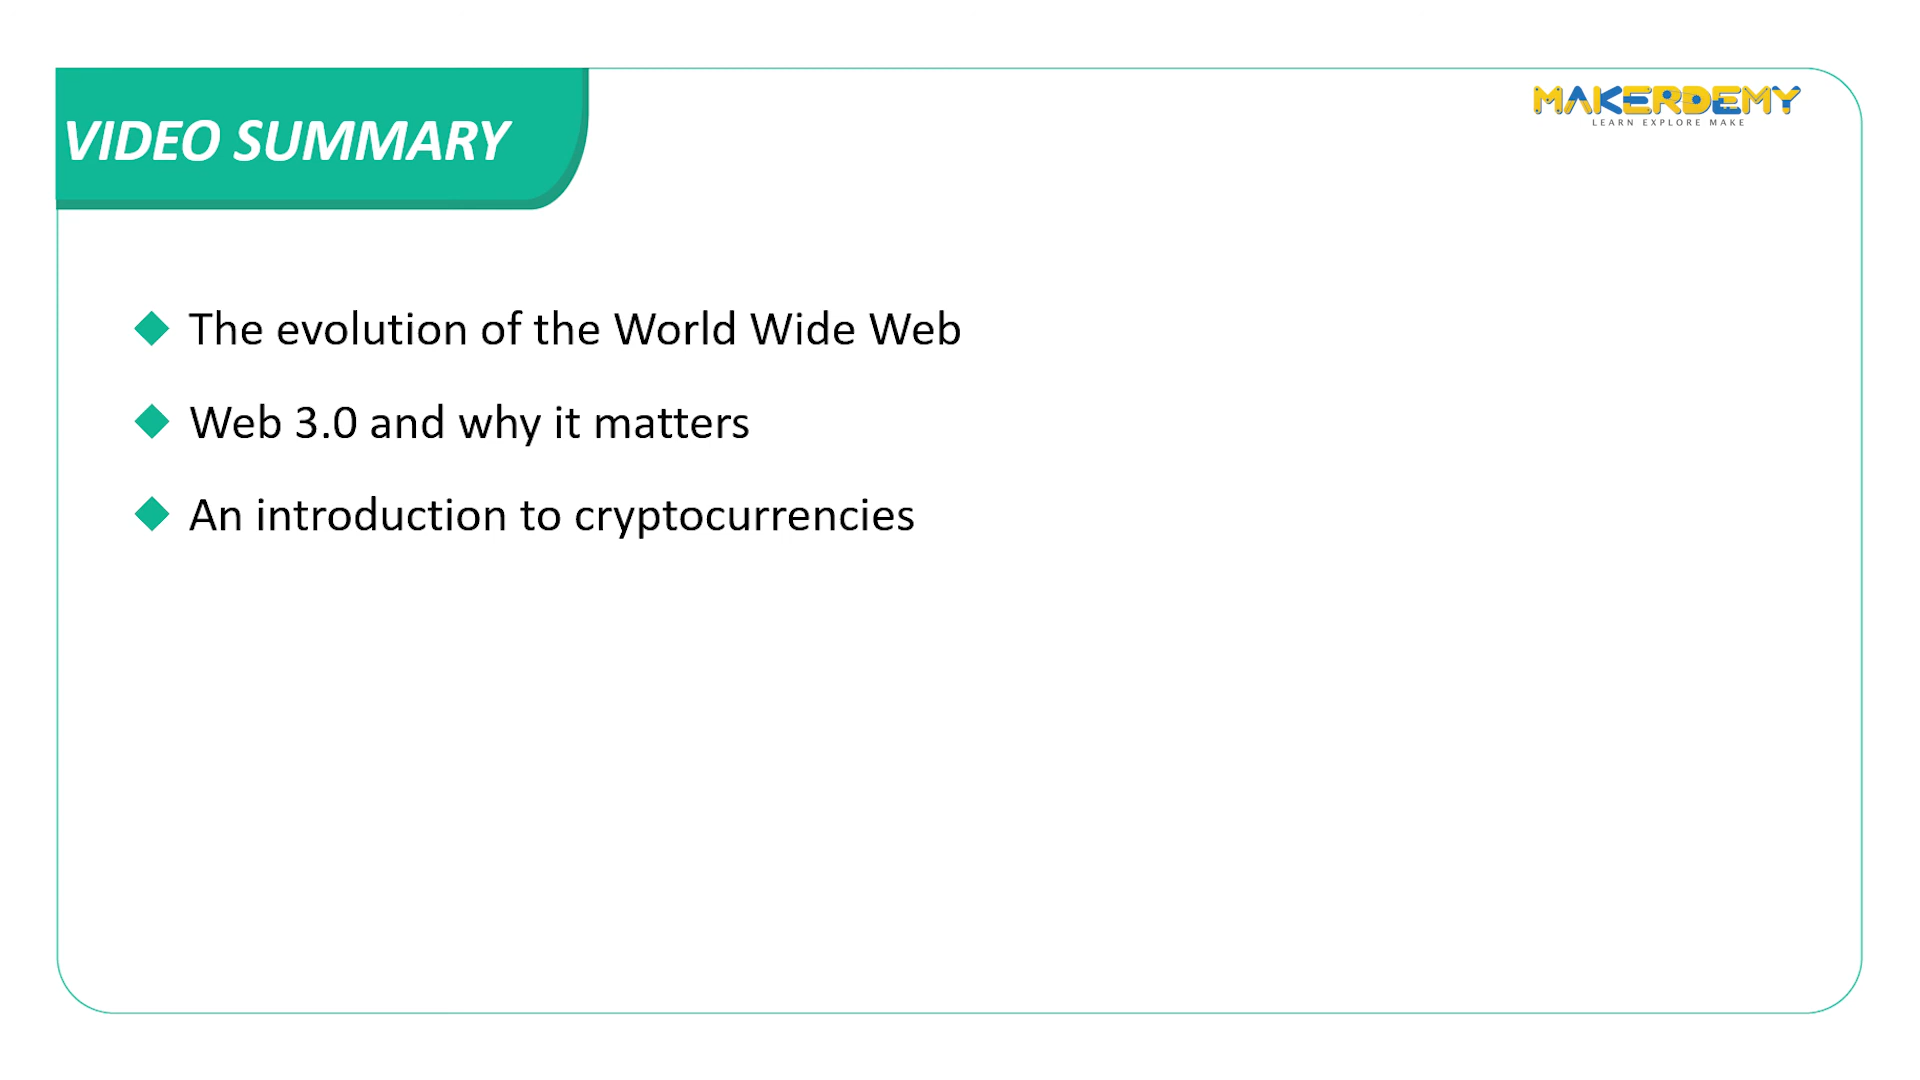 VIDEO SUMMARY
MAKERDEMY
LEARN EXPLORE MAKE
The evolution of the World Wide Web
Web 3.0 and why it matters
An introduction to cryptocurrencies